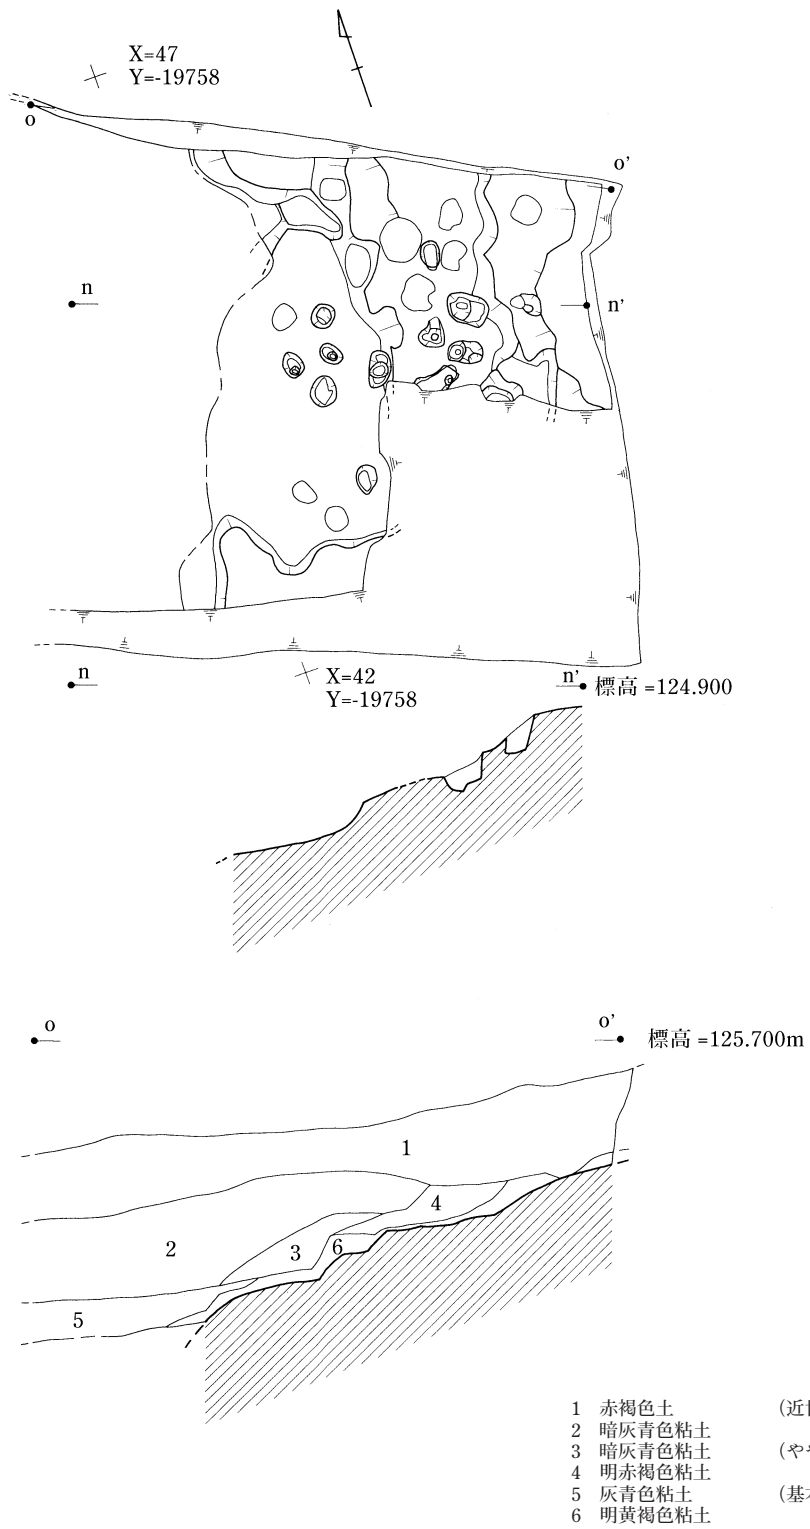 X=47
Y=-19758
o
o'
n
n'
X=42
Y=-19758
n
n'
標高 =124.900
o
o'
標高 =125.700m
1
2
3
4
5
6
1 赤褐色土 (近
2 暗灰青色粘土
3 暗灰青色粘土 (や
4 明赤褐色粘土
5 灰青色粘土 (基
6 明黄褐色粘土